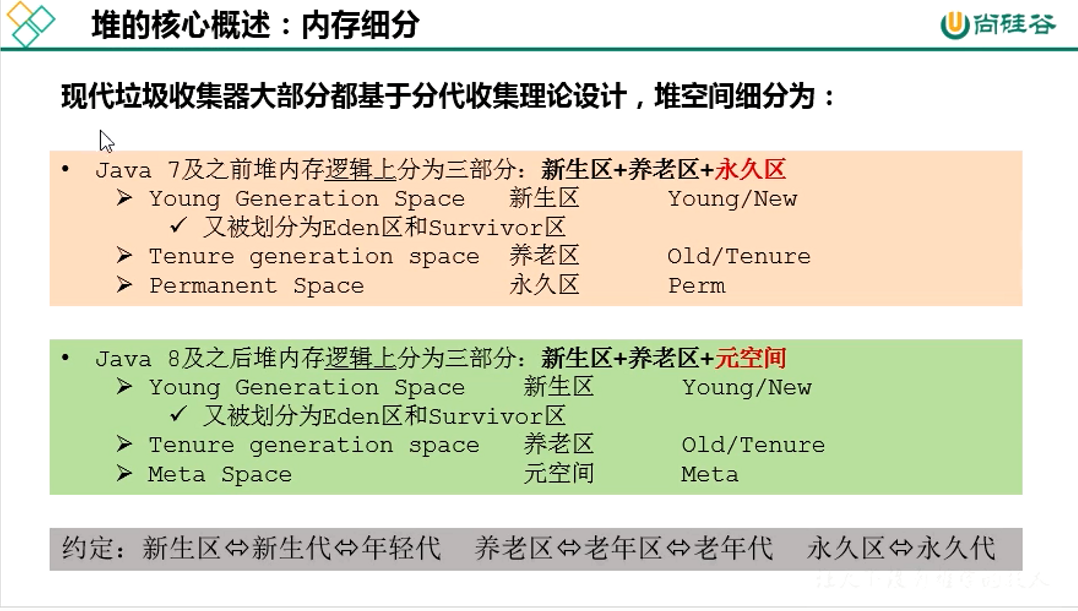 堆的核心概述：内存细分
尚硅谷
现代垃圾收集器大部分都基于分代收集理论设计，堆空间细分为：
• Java 7及之前堆内存逻辑上分为三部分：新生区+养老区+永久区
➢ Young Generation Space 新生区 Young/New
✓ 又被划分为Eden区和Survivor区
➢ Tenure generation space 养老区 Old/Tenure
➢ Permanent Space 永久区 Perm
• Java 8及之后堆内存逻辑上分为三部分：新生区+养老区+元空间
➢ Young Generation Space 新生区 Young/New
✓ 又被划分为Eden区和Survivor区
➢ Tenure generation space 养老区 Old/Tenure
➢ Meta Space 元空间 Meta
约定：新生区⇔新生代⇔年轻代 养老区⇔老年区⇔老年代 永久区⇔永久代